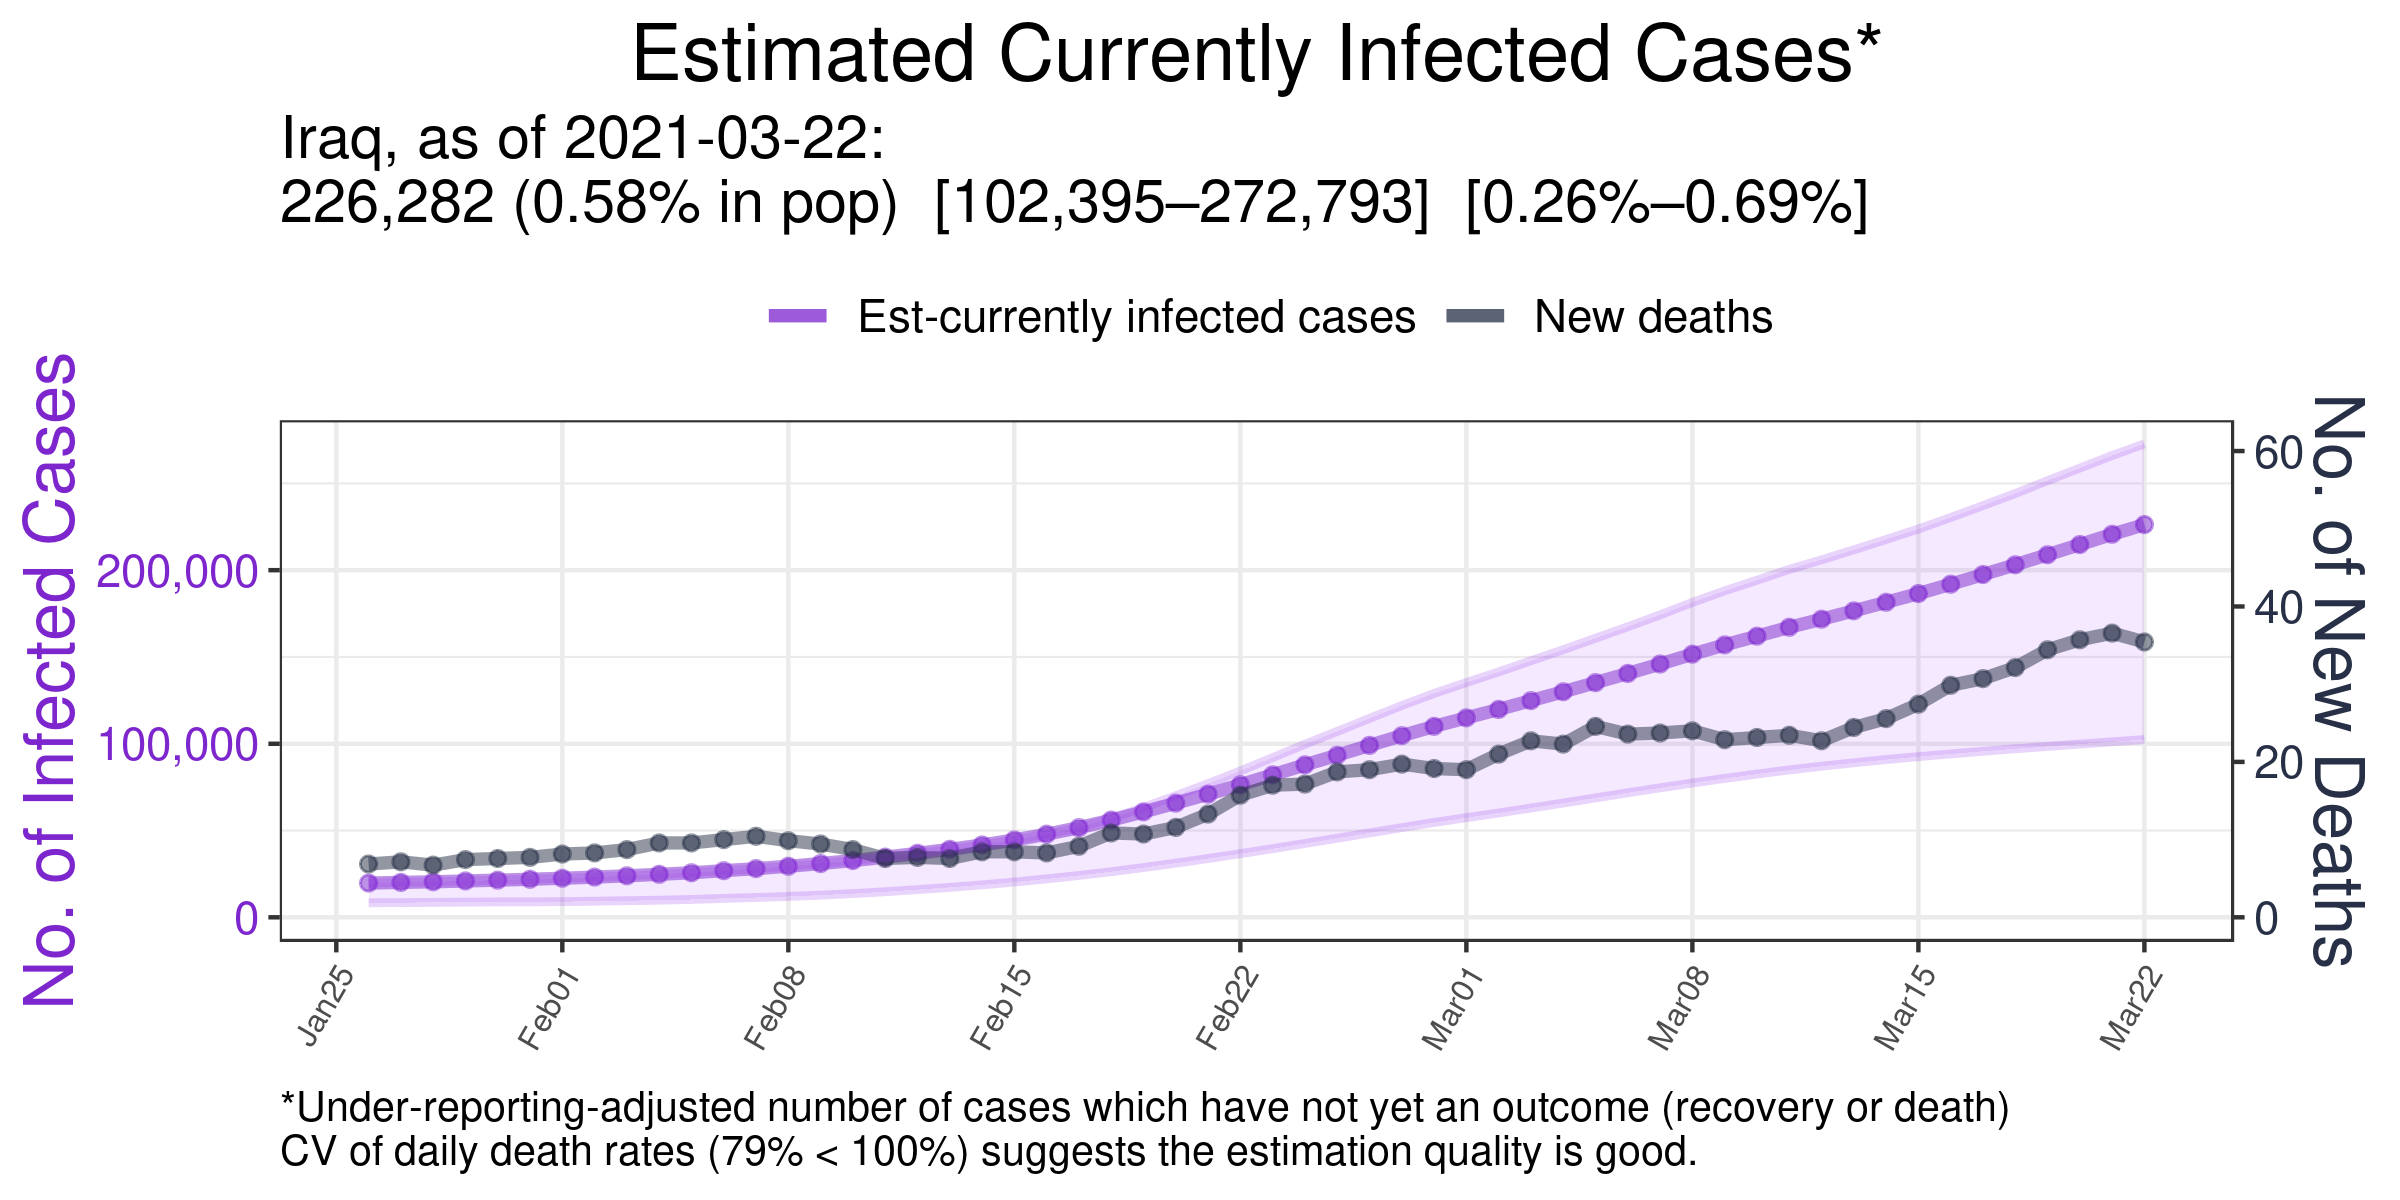 Estimated Currently Infected Cases*
Iraq, as of 2021-03-22:
226,282 (0.58% in pop)  [102,395–272,793]  [0.26%–0.69%]
Est-currently infected cases
New deaths
No. of Infected Cases
200,000
100,000
0
60
40
20
0
No. of New Deaths
Jan25
Feb01
Feb08
Feb15
Feb22
Mar01
Mar08
Mar15
Mar22
*Under-reporting-adjusted number of cases which have not yet an outcome (recovery or death)
CV of daily death rates (79% < 100%) suggests the estimation quality is good.